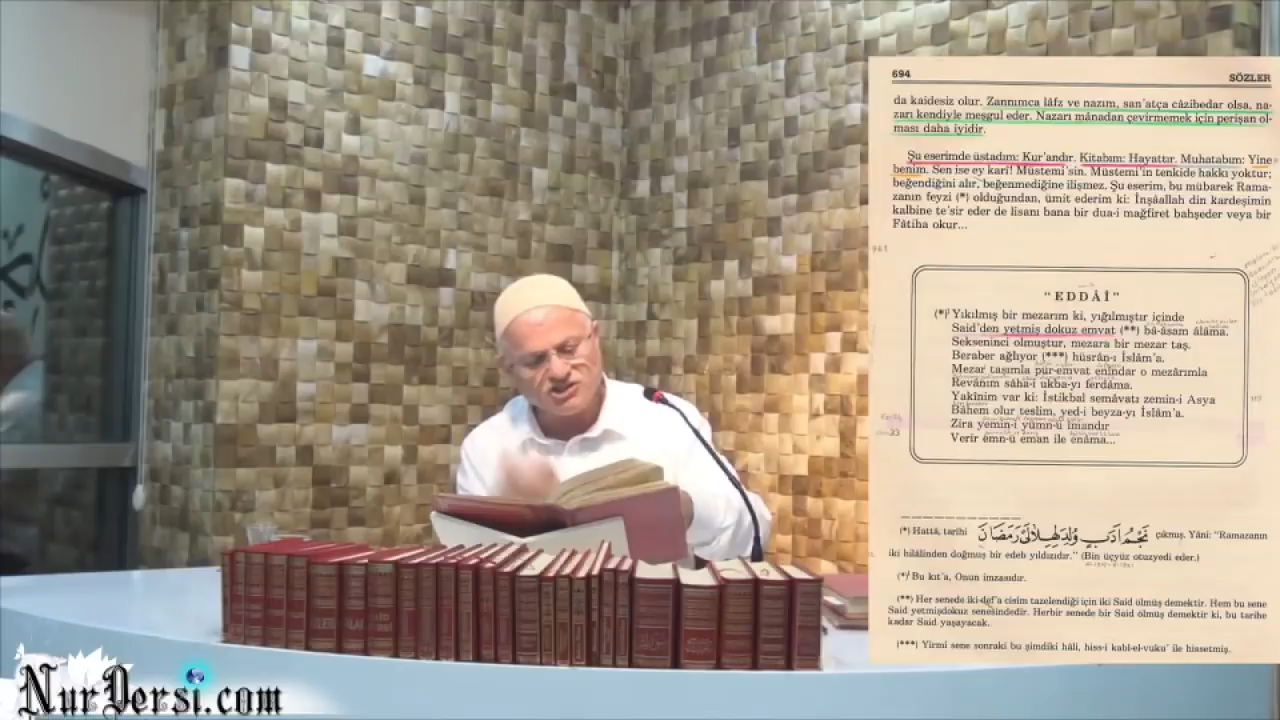 694 SÖZLER
da kaidesiz olur. Zannımca lâfz ve nazım, san'atça câzibedar olsa, na-
zarı kendiyle meşgul eder. Nazarı mânadan çevirmemek için perişan ol-
ması daha iyidir.
Şu eserimde üstadım: Kur'andır. Kitabım: Hayattır. Muhatabım: Yine
benim. Sen ise ey kari! Müstemi'sin. Müstemi'in tenkide hakkı yoktur;
beğendiğini alır, beğenmediğine ilişmez. Şu eserim, bu mübarek Rama-
zanın feyzi (*) olduğundan, ümit ederim ki: İnşâallah din kardeşimin
kalbine te'sir eder de lisanı bana bir dua-i mağfiret bahşeder veya bir
Fâtiha okur...
"EDDÂÎ"
(*) Yıkılmış bir mezarım ki, yığılmıştır içinde
Said'den yetmiş dokuz emvat (**) bâ-âsam âlâma.
Sekseninci olmuştur, mezara bir mezar taş.
Beraber ağlıyor (***) hüsrân-ı İslâm'a.
Mezar taşımla pür-emvat enindar o mezarımla
Revânım sâha-i ukba-yı ferdâma.
Yakînim var ki: İstikbal semâvatı zemin-i Asya
Bâhem olur teslim, yed-i beyza-yı İslâm'a.
Zira yemin-i yümn-ü imandır
Verir emn-ü eman ile enâma...
(*) Hattâ, tarihi نَجْمُ اَدَبٍ وُلِدَ لِهِلَالَىْ رَمَضَانَ çıkmış. Yâni: "Ramazanın
iki hilâlinden doğmuş bir edeb yıldızıdır." (Bin üçyüz otuzyedi eder.)
(*) Bu kıt'a, Onun imzasıdır.
(**) Her senede iki def'a cisim tazelendiği için iki Said ölmüş demektir. Hem bu sene
Said yetmişdokuz senesindedir. Herbir senede bir Said ölmüş demektir ki, bu tarihe
kadar Said yaşayacak.
(***) Yirmi sene sonraki bu şimdiki hâli, hiss-i kabl-el-vuku' ile hissetmiş.
NurDersi.com